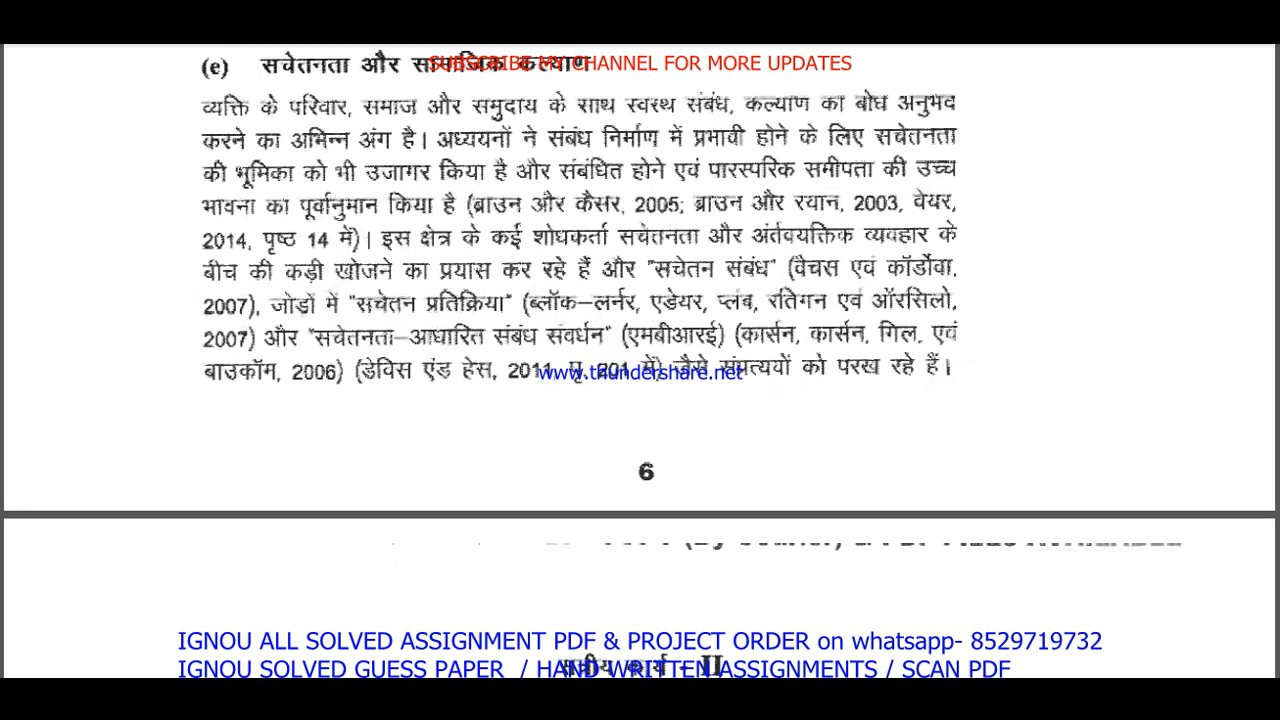 (e) सचेतनता और सामाजिक कल्याण
SUBSCRIBE MY CHANNEL FOR MORE UPDATES
व्यक्ति के परिवार, समाज और समुदाय के साथ स्वस्थ संबंध, कल्याण का बोध अनुभव
करने का अभिन्न अंग है। अध्ययनों ने संबंध निर्माण में प्रभावी होने के लिए सचेतनता
की भूमिका को भी उजागर किया है और संबंधित होने एवं पारस्परिक समीपता की उच्च
भावना का पूर्वानुमान किया है (ब्राउन और कैसर, 2005; ब्राउन और रयान, 2003, वेयर,
2014, पृष्ठ 14 में)। इस क्षेत्र के कई शोधकर्ता सचेतनता और अंर्तवयक्तिक व्यवहार के
बीच की कड़ी खोजने का प्रयास कर रहे हैं और "सचेतन संबंध" (वैचस एवं कॉर्डोवा,
2007), जोड़ों में "सचेतन प्रतिक्रिया" (ब्लॉक–लर्नर, एडेयर, प्लंब, रतिगन एवं ऑरसिलो,
2007) और "सचेतनता–आधारित संबंध संवर्धन" (एमबीआरई) (कार्सन, कार्सन, गिल, एवं
बाउकॉम, 2006) (डेविस एंड हेस, 2011, पृ. 201 में) जैसे संप्रत्ययों को परख रहे हैं।
www.thundershare.net
6
IGNOU ALL SOLVED ASSIGNMENT PDF & PROJECT ORDER on whatsapp- 8529719732
सत्रीय कार्य - II
IGNOU SOLVED GUESS PAPER / HAND WRITTEN ASSIGNMENTS / SCAN PDF